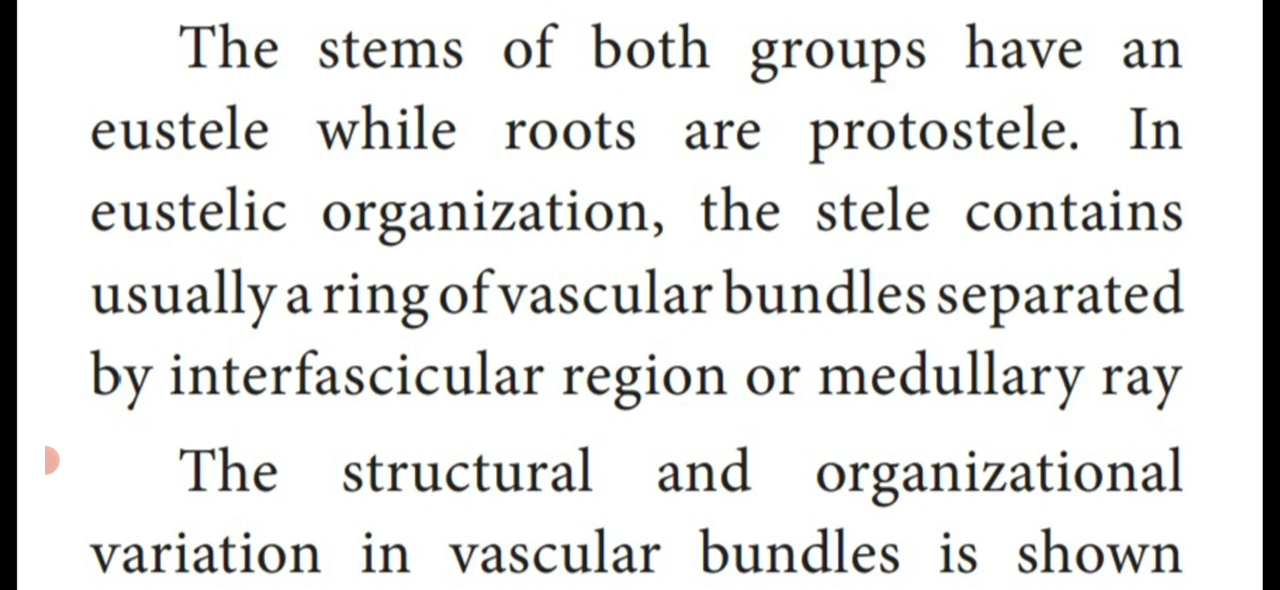 The stems of both groups have an
eustele while roots are protostele. In
eustelic organization, the stele contains
usually a ring of vascular bundles separated
by interfascicular region or medullary ray
The structural and organizational
variation in vascular bundles is shown